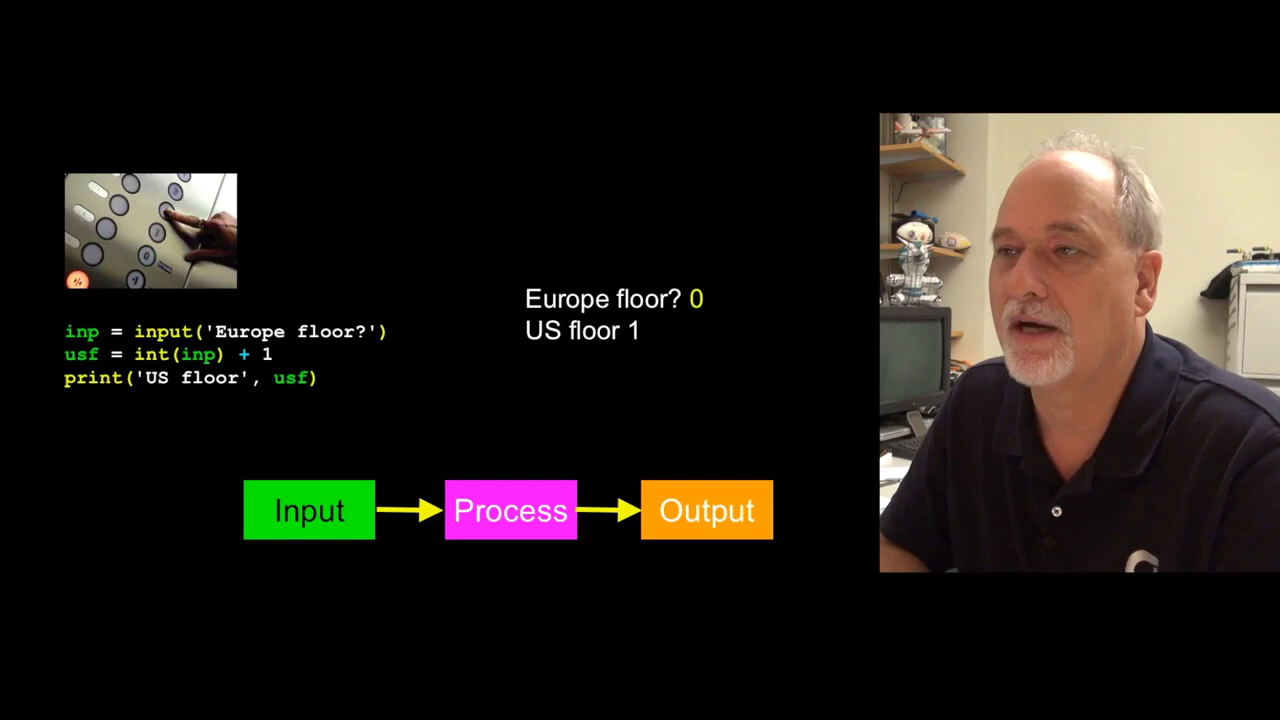 inp = input('Europe floor?')
usf = int(inp) + 1
print('US floor', usf)
Europe floor? 0
US floor 1
Input
Process
Output